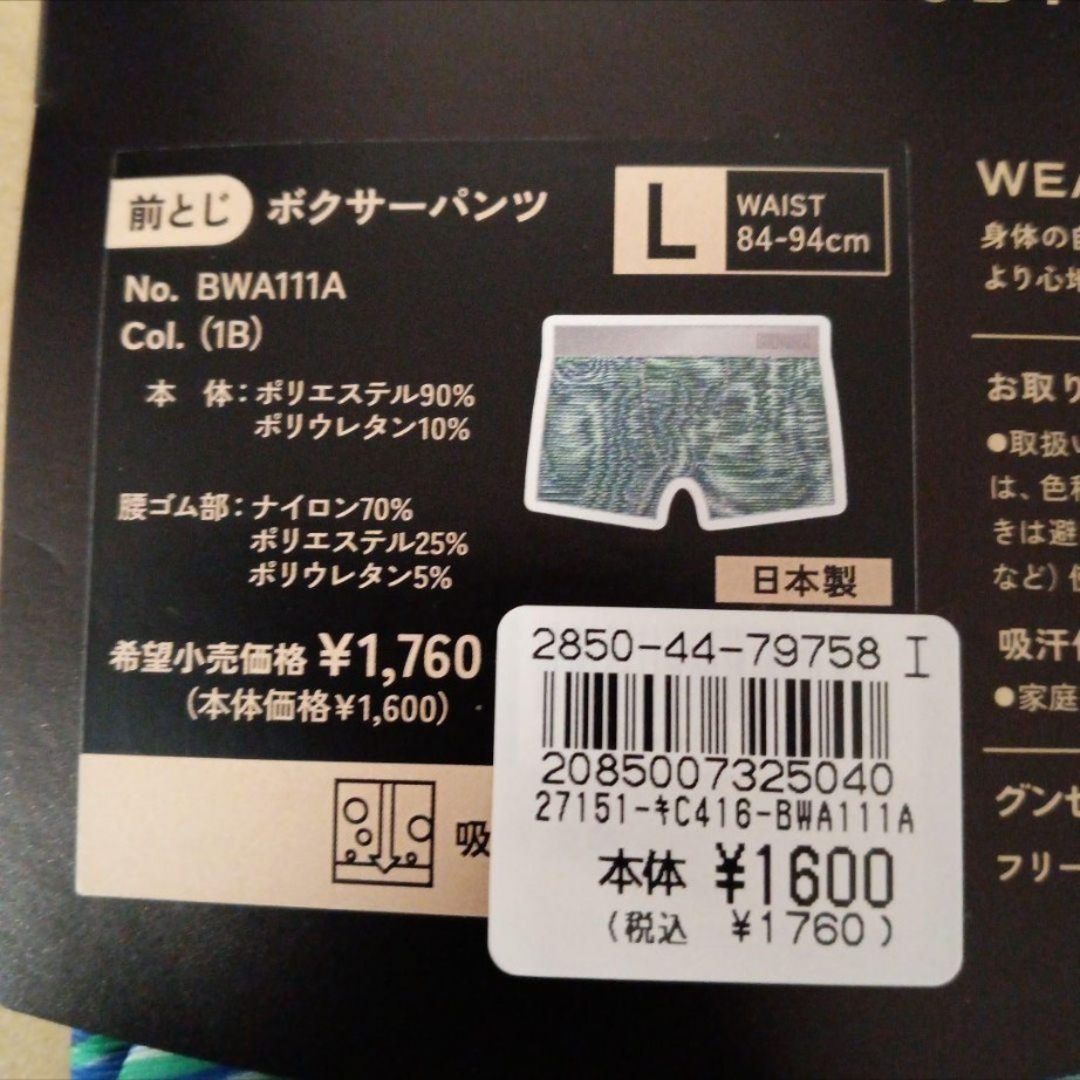 前とじ ボクサーパンツ
L WAIST
84-94cm
No. BWA111A
Col. (1B)
本 体：ポリエステル90%
ポリウレタン10%
腰ゴム部：ナイロン70%
ポリエステル25%
ポリウレタン5%
日本製
希望小売価格 ¥1,760
（本体価格¥1,600）
吸
2850-44-79758 エ
2085007325040
27151-ｷC416-BWA111A
本体 ¥1600
(税込 ¥1760)
WEA
身体の
より心
お取り
●取扱
は、色
きは避
など）
吸汗
●家庭
グン
フリー